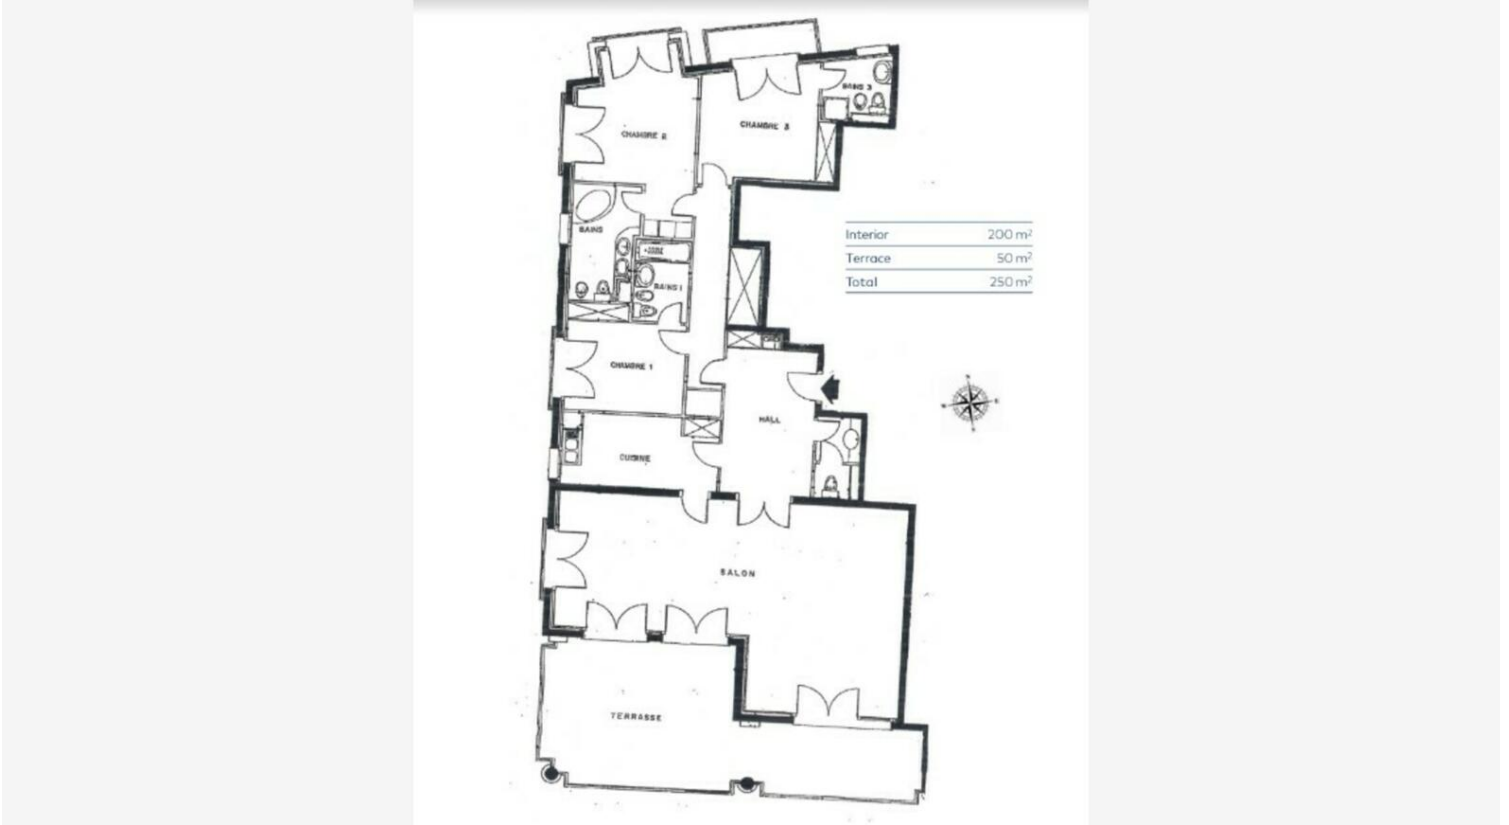 BAINS 3
CHAMBRE 3
CHAMBRE 2
BAINS
Interior 200 m²
Terrace 50 m²
Total 250 m²
BAINS 1
CHAMBRE 1
HALL
CUISINE
SALON
TERRASSE